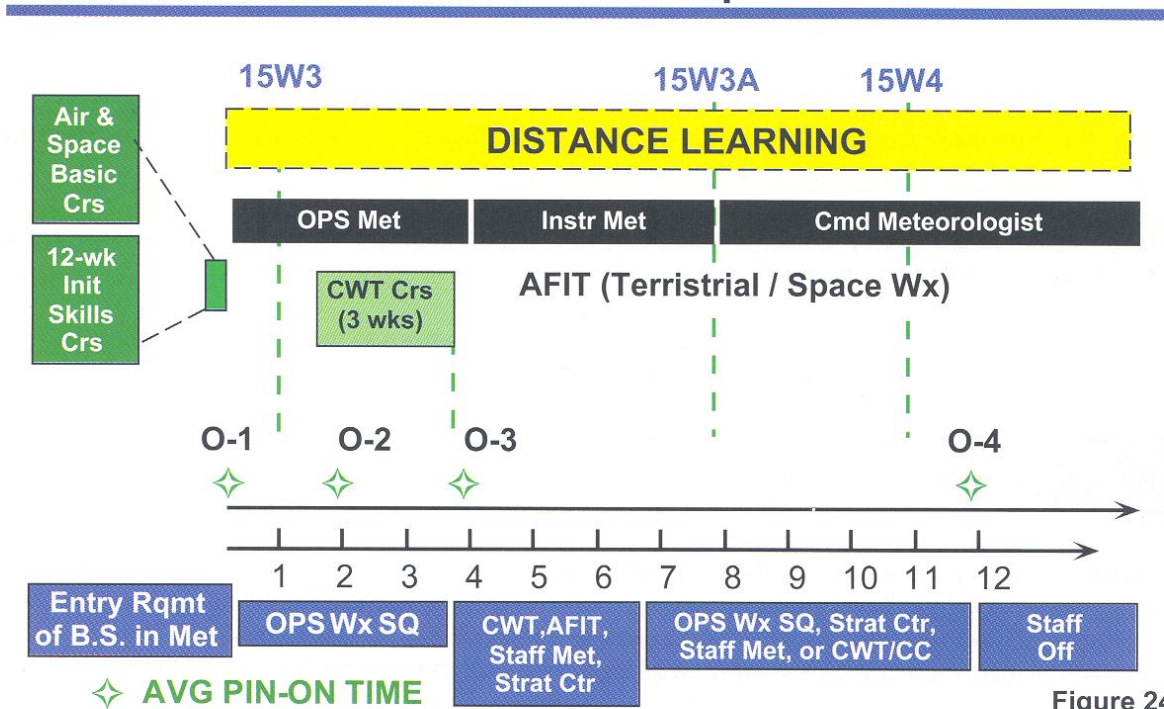 15W3
15W3A
15W4
Air &
Space
Basic
Crs
DISTANCE LEARNING
OPS Met
Instr Met
Cmd Meteorologist
12-wk
Init
Skills
Crs
CWT Crs
(3 wks)
AFIT (Terristrial / Space Wx)
O-1
O-2
O-3
O-4
1
2
3
4
5
6
7
8
9
10
11
12
Entry Rqmt
of B.S. in Met
OPS Wx SQ
CWT,AFIT,
Staff Met,
Strat Ctr
OPS Wx SQ, Strat Ctr,
Staff Met, or CWT/CC
Staff
Off
AVG PIN-ON TIME
Figure 24